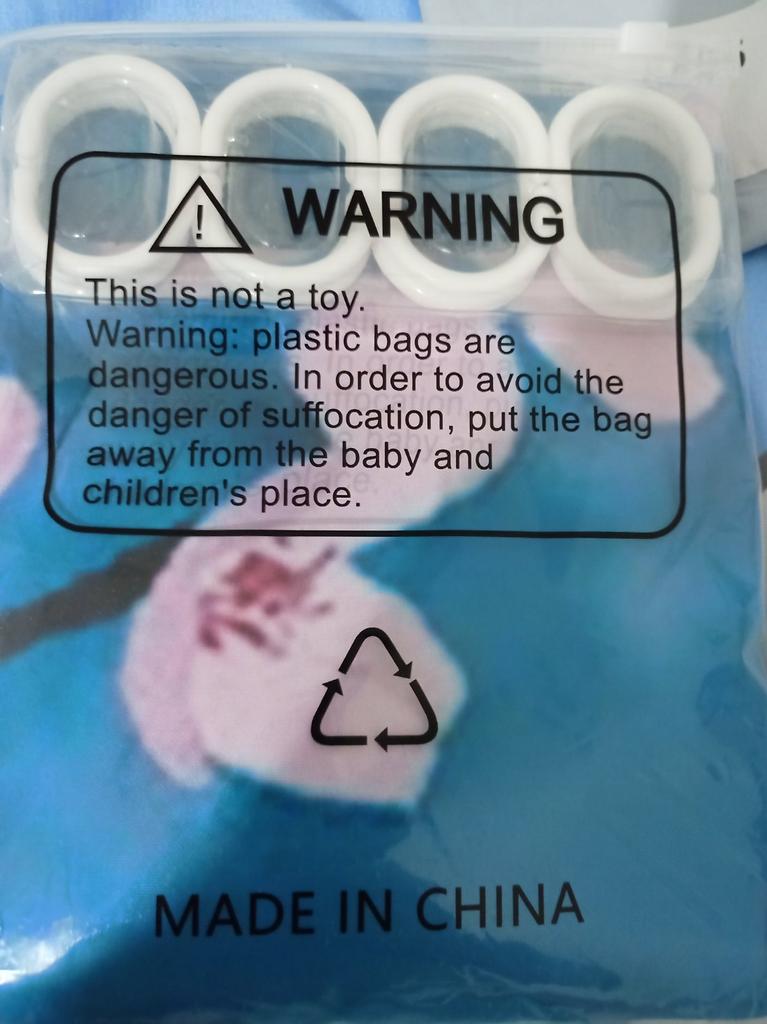 WARNING
This is not a toy.
Warning: plastic bags are
dangerous. In order to avoid the
danger of suffocation, put the bag
away from the baby and
children's place.
MADE IN CHINA